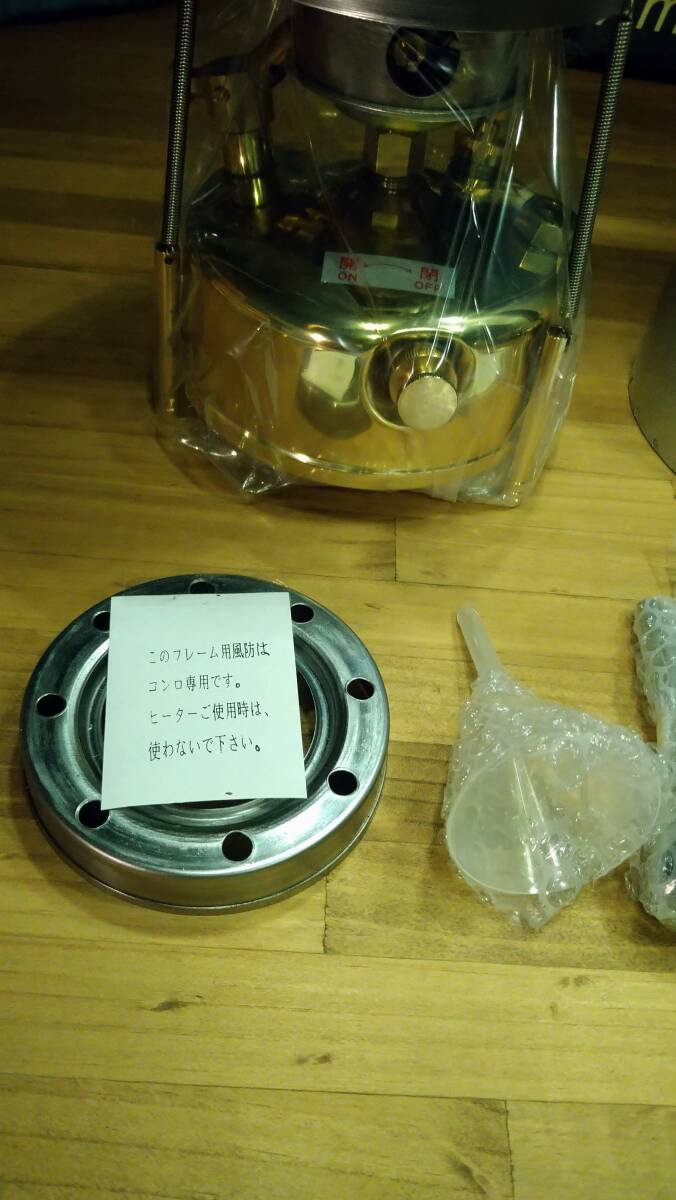 m
開 閉
ON OFF
このフレーム用風防は
コンロ専用です。
ヒーターご使用時は、
使わないで下さい。